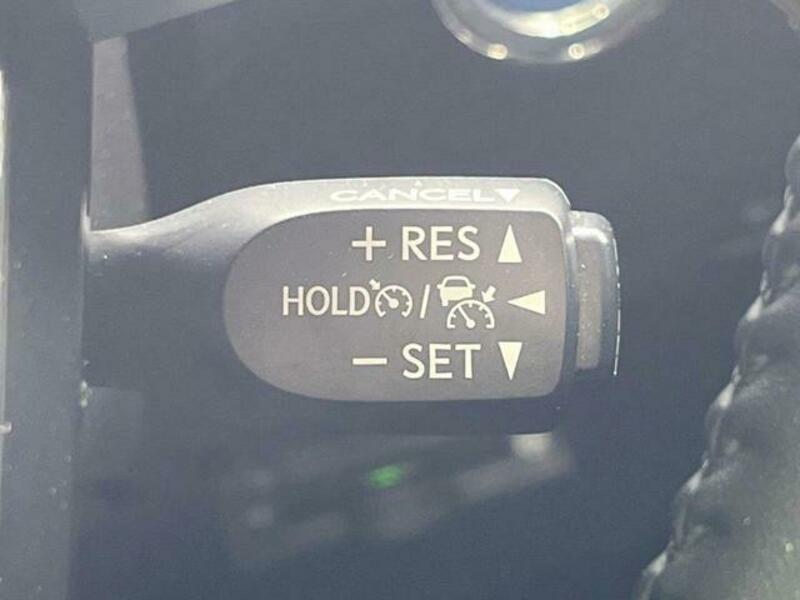 CANCEL▼
+ RES ▲
HOLD / ◀
− SET ▼